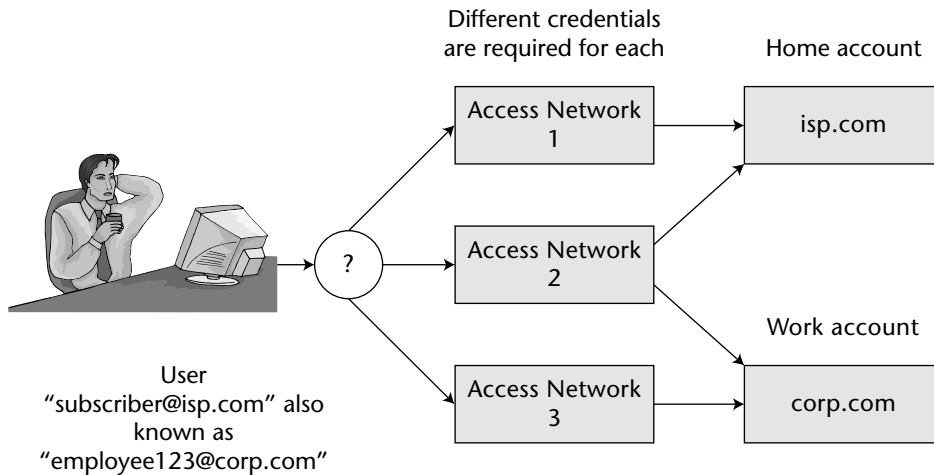 Different credentials
are required for each
Home account
Access Network
1
isp.com
?
Access Network
2
Work account
Access Network
3
corp.com
User
“subscriber@isp.com” also
known as
“employee123@corp.com”